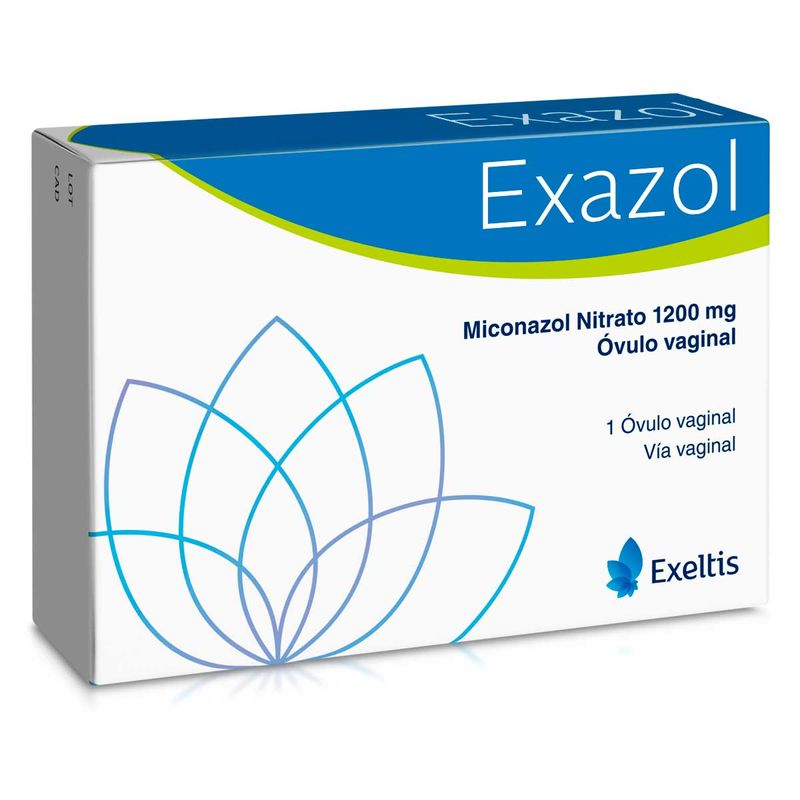 Exazol
LOT
CAD
Exazol
Miconazol Nitrato 1200 mg
Óvulo vaginal
1 Óvulo vaginal
Vía vaginal
Exeltis